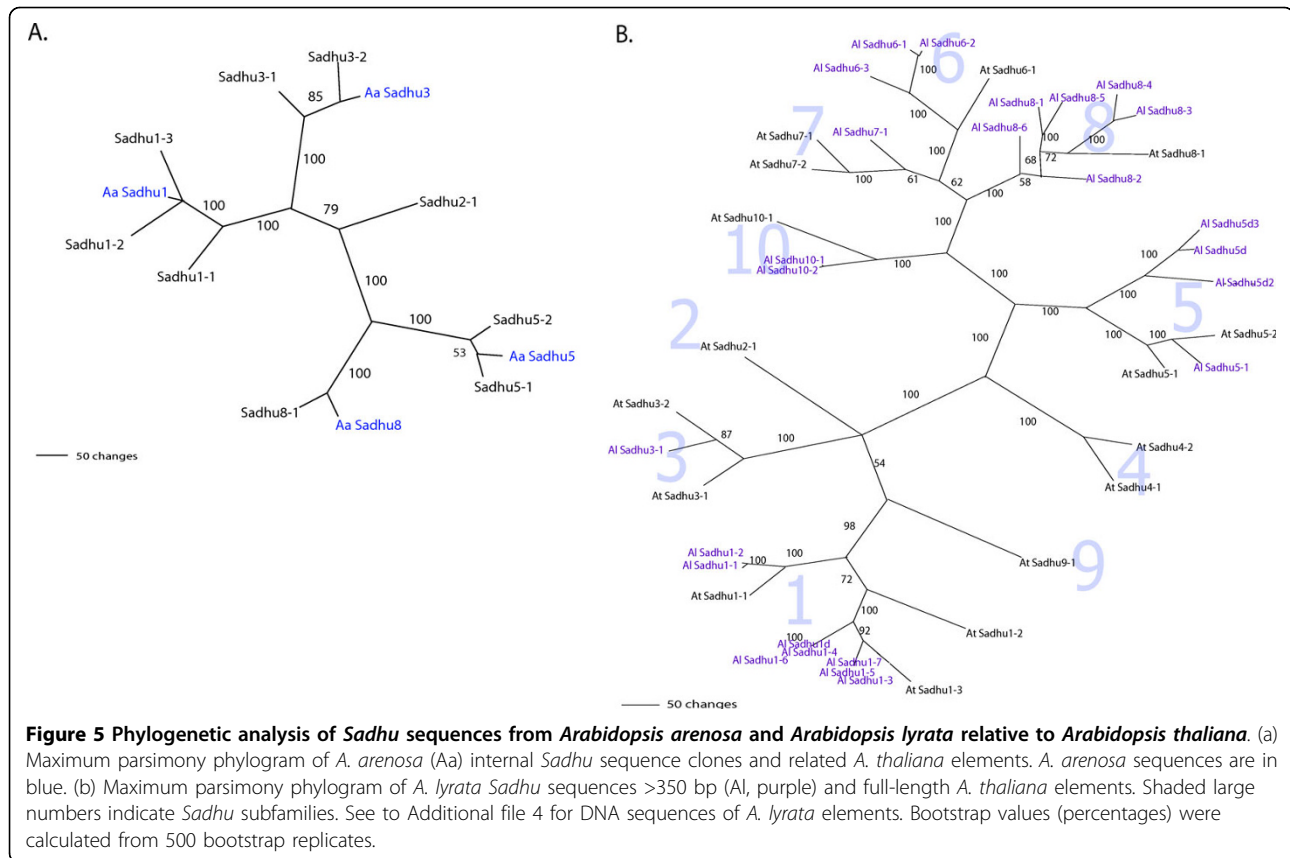 A.
Sadhu3-2
Sadhu3-1
85
Aa Sadhu3
Sadhu1-3
100
Aa Sadhu1
100
79
Sadhu2-1
100
Sadhu1-2
Sadhu1-1
100
100
Sadhu5-2
53
Aa Sadhu5
Sadhu5-1
100
Sadhu8-1
Aa Sadhu8
50 changes
B.
6
Al Sadhu6-1
Al Sadhu6-2
100
Al Sadhu6-3
At Sadhu6-1
100
100
8
Al Sadhu8-4
Al Sadhu8-1
Al Sadhu8-5
Al Sadhu8-3
Al Sadhu8-6
100
100
68
72
At Sadhu8-1
58
Al Sadhu8-2
100
7
At Sadhu7-1
Al Sadhu7-1
At Sadhu7-2
100
61
62
100
10
At Sadhu10-1
Al Sadhu10-1
Al Sadhu10-2
100
100
5
Al Sadhu5d3
100
Al Sadhu5d
Al Sadhu5d2
100
100
100
100
At Sadhu5-2
At Sadhu5-1
Al Sadhu5-1
100
2
At Sadhu2-1
100
4
100
At Sadhu4-2
At Sadhu4-1
3
At Sadhu3-2
87
Al Sadhu3-1
100
At Sadhu3-1
54
9
At Sadhu9-1
98
1
Al Sadhu1-2
100
100
Al Sadhu1-1
At Sadhu1-1
72
100
At Sadhu1-2
100
92
Al Sadhu1d
Al Sadhu1-4
Al Sadhu1-6
Al Sadhu1-7
Al Sadhu1-5
Al Sadhu1-3
At Sadhu1-3
50 changes
Figure 5 Phylogenetic analysis of Sadhu sequences from Arabidopsis arenosa and Arabidopsis lyrata relative to Arabidopsis thaliana. (a)
Maximum parsimony phylogram of A. arenosa (Aa) internal Sadhu sequence clones and related A. thaliana elements. A. arenosa sequences are in
blue. (b) Maximum parsimony phylogram of A. lyrata Sadhu sequences >350 bp (Al, purple) and full-length A. thaliana elements. Shaded large
numbers indicate Sadhu subfamilies. See to Additional file 4 for DNA sequences of A. lyrata elements. Bootstrap values (percentages) were
calculated from 500 bootstrap replicates.